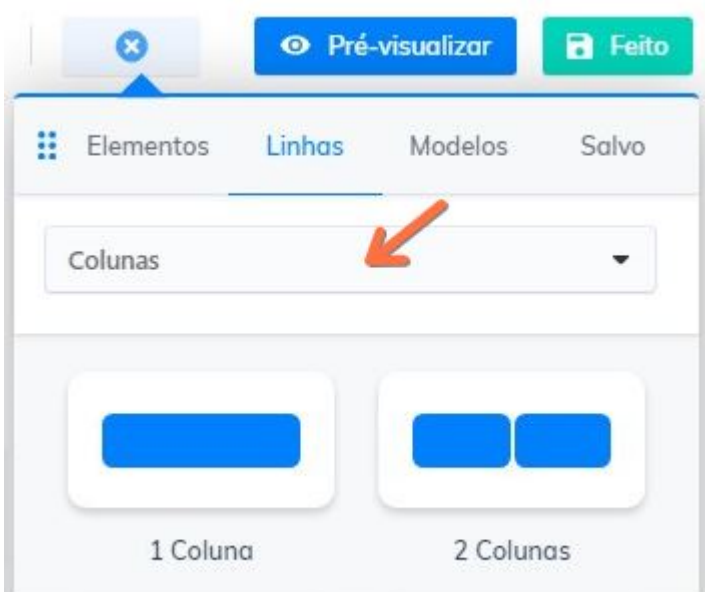 Pré-visualizar Feito
Elementos Linhas Modelos Salvo
Colunas
1 Coluna 2 Colunas